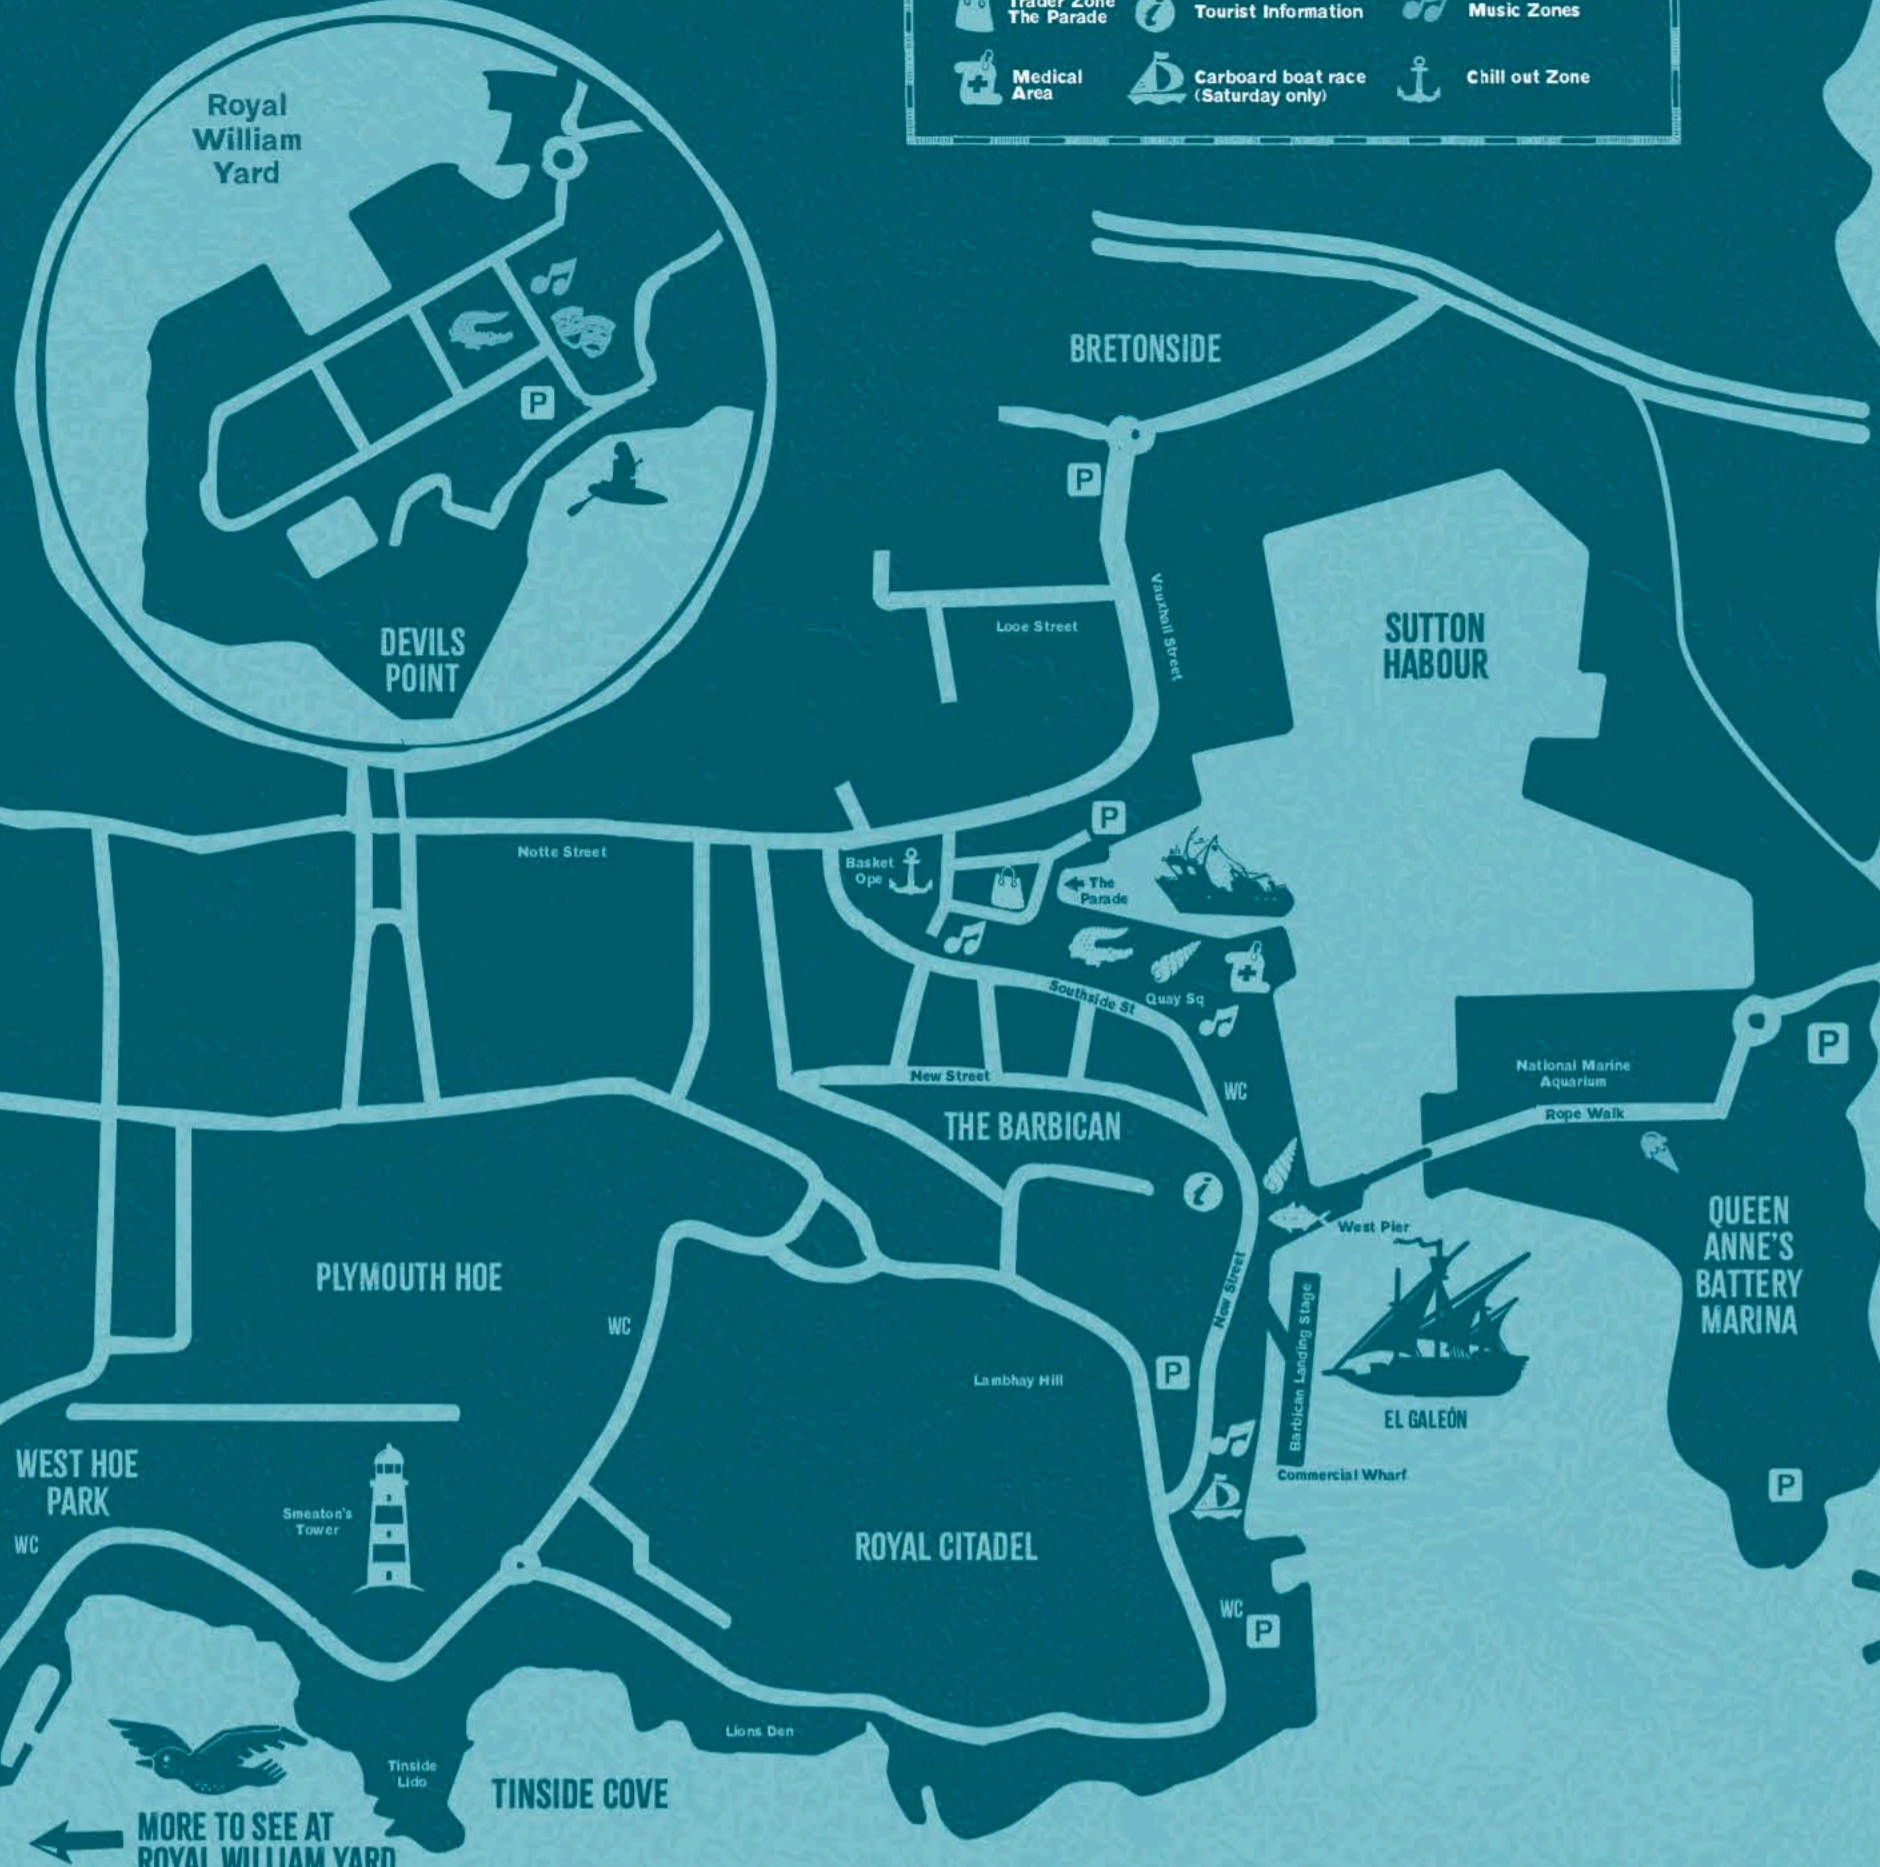 Trader Zone
The Parade
Tourist Information
Music Zones
Medical
Area
Carboard boat race
(Saturday only)
Chill out Zone
Royal
William
Yard
P
DEVILS
POINT
BRETONSIDE
P
Looe Street
Vauxhall Street
SUTTON
HABOUR
P
Notte Street
Basket
Ope
The
Parade
Southside St
Quay Sq
New Street
WC
THE BARBICAN
National Marine
Aquarium
P
Rope Walk
i
West Pier
QUEEN
ANNE'S
BATTERY
MARINA
PLYMOUTH HOE
WC
New Street
Barbican Landing Stage
Lambhay Hill
P
EL GALEÓN
Commercial Wharf
WEST HOE
PARK
WC
Smeaton's
Tower
P
ROYAL CITADEL
WC
P
Lions Den
Tinside
Lido
TINSIDE COVE
MORE TO SEE AT
ROYAL WILLIAM YARD